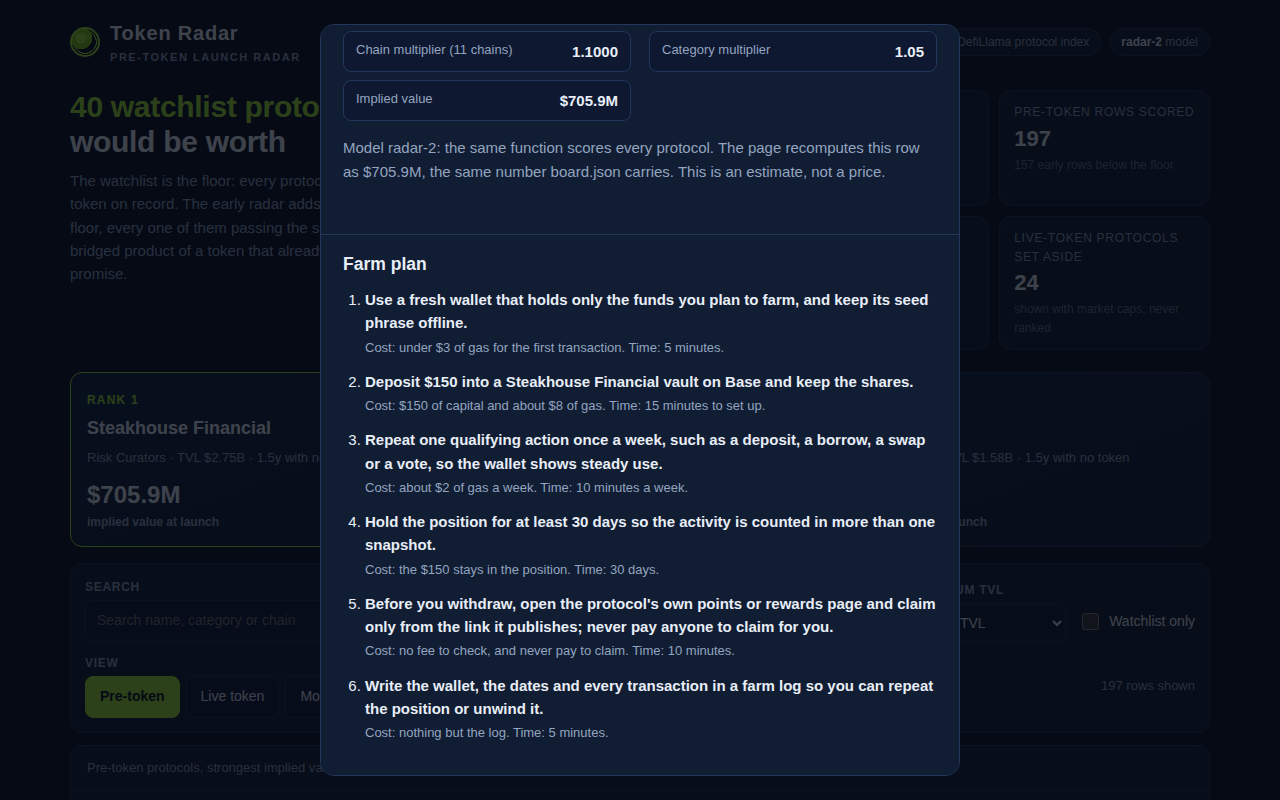 Token Radar
PRE-TOKEN LAUNCH RADAR
DefiLlama protocol index
radar-2 model
40 watchlist proto
would be worth
The watchlist is the floor: every protoc
token on record. The early radar adds
floor, every one of them passing the s
bridged product of a token that already
promise.
PRE-TOKEN ROWS SCORED
197
157 early rows below the floor
LIVE-TOKEN PROTOCOLS
SET ASIDE
24
shown with market caps, never
ranked
RANK 1
Steakhouse Financial
Risk Curators · TVL $2.75B · 1.5y with n
$705.9M
implied value at launch
TVL $1.58B · 1.5y with no token
SEARCH
Search name, category or chain
VIEW
Pre-token
Live token
TVL
Watchlist only
197 rows shown
Pre-token protocols, strongest implied va
Chain multiplier (11 chains)
1.1000
Category multiplier
1.05
Implied value
$705.9M
Model radar-2: the same function scores every protocol. The page recomputes this row
as $705.9M, the same number board.json carries. This is an estimate, not a price.
Farm plan
1. Use a fresh wallet that holds only the funds you plan to farm, and keep its seed
phrase offline.
Cost: under $3 of gas for the first transaction. Time: 5 minutes.
2. Deposit $150 into a Steakhouse Financial vault on Base and keep the shares.
Cost: $150 of capital and about $8 of gas. Time: 15 minutes to set up.
3. Repeat one qualifying action once a week, such as a deposit, a borrow, a swap
or a vote, so the wallet shows steady use.
Cost: about $2 of gas a week. Time: 10 minutes a week.
4. Hold the position for at least 30 days so the activity is counted in more than one
snapshot.
Cost: the $150 stays in the position. Time: 30 days.
5. Before you withdraw, open the protocol's own points or rewards page and claim
only from the link it publishes; never pay anyone to claim for you.
Cost: no fee to check, and never pay to claim. Time: 10 minutes.
6. Write the wallet, the dates and every transaction in a farm log so you can repeat
the position or unwind it.
Cost: nothing but the log. Time: 5 minutes.